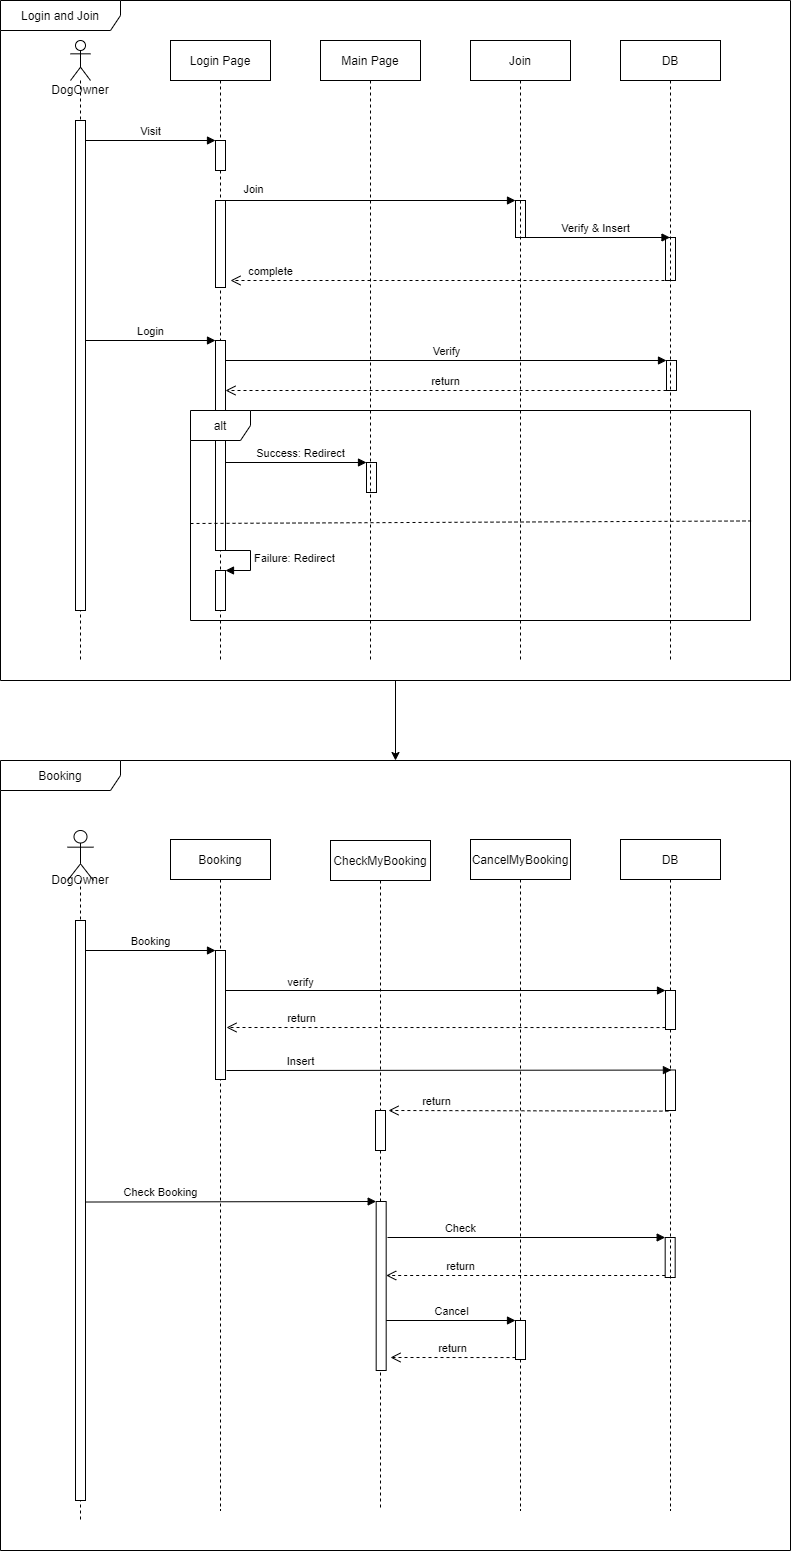 Login and Join
DogOwner
Login Page
Main Page
Join
DB
Visit
Join
Verify & Insert
complete
Login
Verify
return
alt
Success: Redirect
Failure: Redirect
Booking
DogOwner
Booking
CheckMyBooking
CancelMyBooking
DB
Booking
verify
return
Insert
return
Check Booking
Check
return
Cancel
return